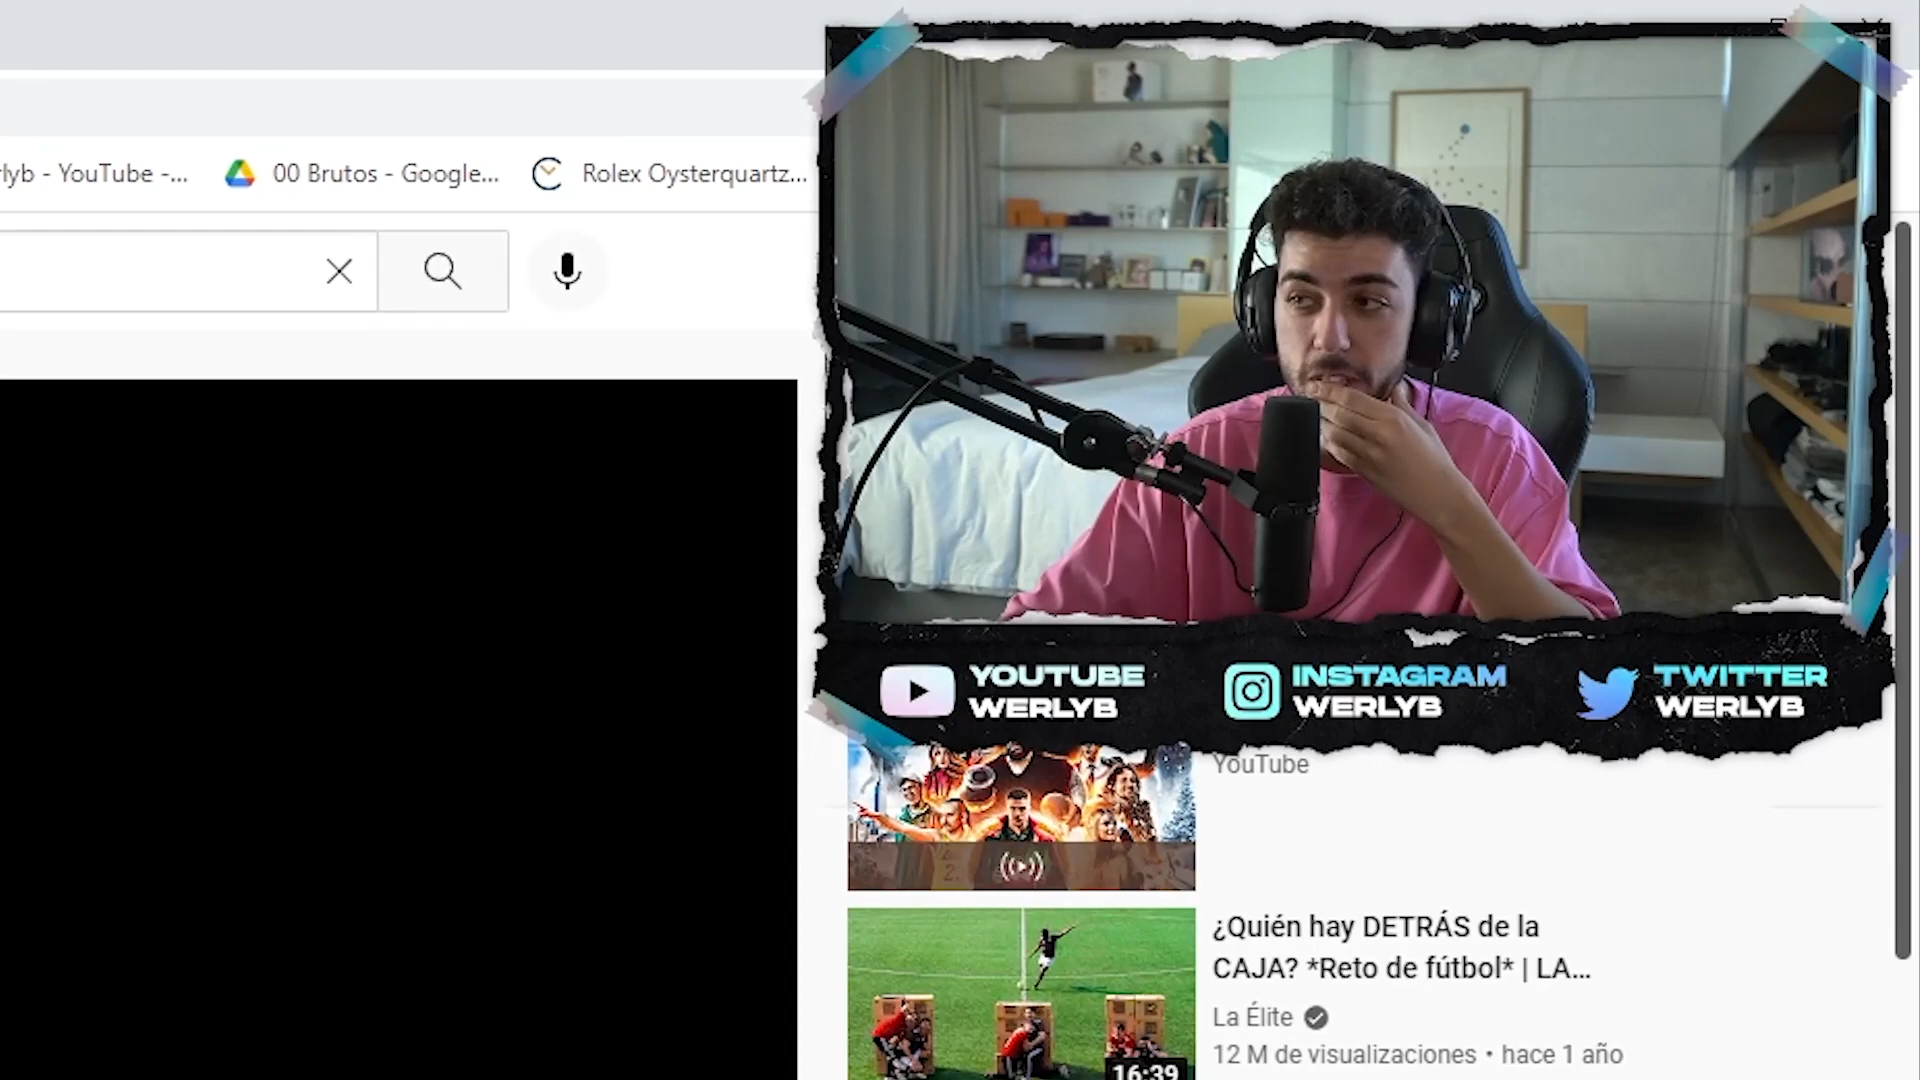 rlyb - YouTube -...
00 Brutos - Google...
Rolex Oysterquartz...
YOUTUBE
WERLYB
INSTAGRAM
WERLYB
TWITTER
WERLYB
YouTube
¿Quién hay DETRÁS de la
CAJA? *Reto de fútbol* | LA...
La Élite
12 M de visualizaciones • hace 1 año
16:39